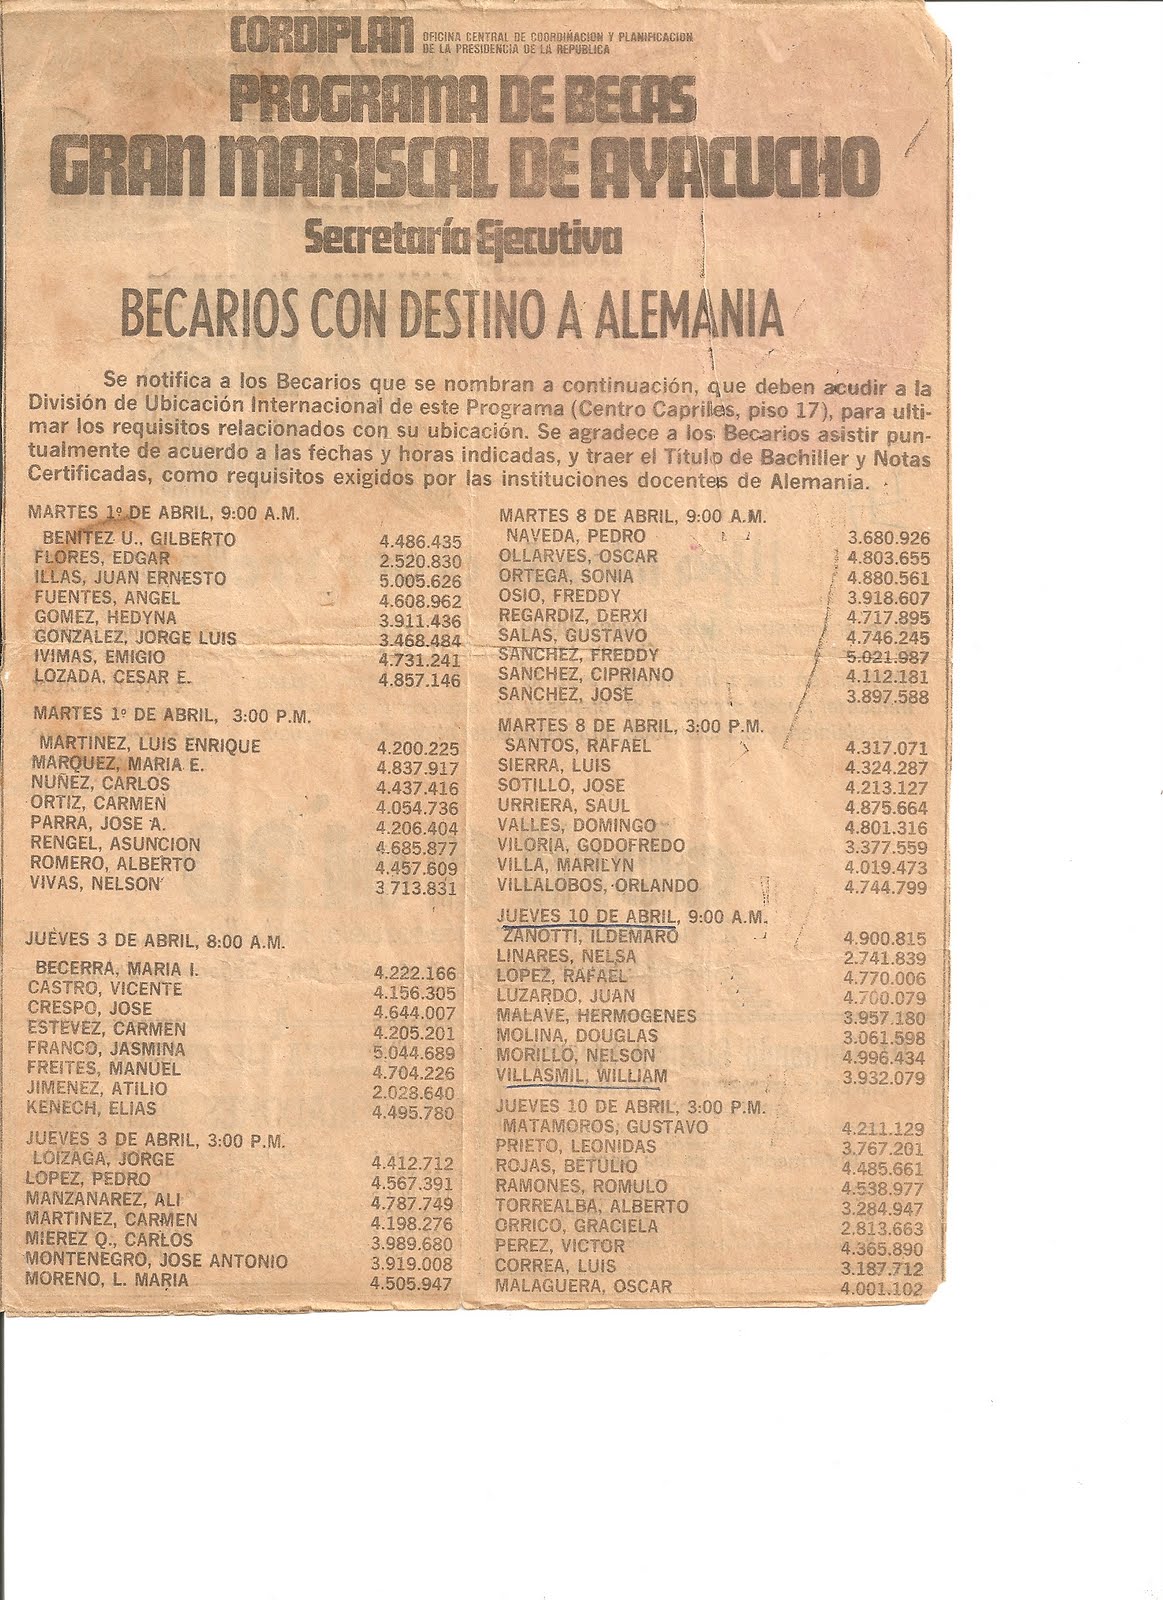 CORDIPLAN OFICINA CENTRAL DE COORDINACION Y PLANIFICACION
DE LA PRESIDENCIA DE LA REPUBLICA
PROGRAMA DE BECAS
GRAN MARISCAL DE AYACUCHO
Secretaría Ejecutiva
BECARIOS CON DESTINO A ALEMANIA
Se notifica a los Becarios que se nombran a continuación, que deben acudir a la
División de Ubicación Internacional de este Programa (Centro Capriles, piso 17), para ulti-
mar los requisitos relacionados con su ubicación. Se agradece a los Becarios asistir pun-
tualmente de acuerdo a las fechas y horas indicadas, y traer el Título de Bachiller y Notas
Certificadas, como requisitos exigidos por las instituciones docentes de Alemania.
MARTES 1º DE ABRIL, 9:00 A.M.
BENITEZ U., GILBERTO 4.486.435
FLORES, EDGAR 2.520.830
ILLAS, JUAN ERNESTO 5.005.626
FUENTES, ANGEL 4.608.962
GOMEZ, HEDYNA 3.911.436
GONZALEZ, JORGE LUIS 3.468.484
IVIMAS, EMIGIO 4.731.241
LOZADA, CESAR E. 4.857.146
MARTES 1º DE ABRIL, 3:00 P.M.
MARTINEZ, LUIS ENRIQUE 4.200.225
MARQUEZ, MARIA E. 4.837.917
NUÑEZ, CARLOS 4.437.416
ORTIZ, CARMEN 4.054.736
PARRA, JOSE A. 4.206.404
RENGEL, ASUNCION 4.685.877
ROMERO, ALBERTO 4.457.609
VIVAS, NELSON 3.713.831
JUEVES 3 DE ABRIL, 8:00 A.M.
BECERRA, MARIA I. 4.222.166
CASTRO, VICENTE 4.156.305
CRESPO, JOSE 4.644.007
ESTEVEZ, CARMEN 4.205.201
FRANCO, JASMINA 5.044.689
FREITES, MANUEL 4.704.226
JIMENEZ, ATILIO 2.028.640
KENECH, ELIAS 4.495.780
JUEVES 3 DE ABRIL, 3:00 P.M.
LOIZAGA, JORGE 4.412.712
LOPEZ, PEDRO 4.567.391
MANZANAREZ, ALI 4.787.749
MARTINEZ, CARMEN 4.198.276
MIEREZ Q., CARLOS 3.989.680
MONTENEGRO, JOSE ANTONIO 3.919.008
MORENO, L. MARIA 4.505.947
MARTES 8 DE ABRIL, 9:00 A.M.
NAVEDA, PEDRO 3.680.926
OLLARVES, OSCAR 4.803.655
ORTEGA, SONIA 4.880.561
OSIO, FREDDY 3.918.607
REGARDIZ, DERXI 4.717.895
SALAS, GUSTAVO 4.746.245
SANCHEZ, FREDDY 5.021.987
SANCHEZ, CIPRIANO 4.112.181
SANCHEZ, JOSE 3.897.588
MARTES 8 DE ABRIL, 3:00 P.M.
SANTOS, RAFAEL 4.317.071
SIERRA, LUIS 4.324.287
SOTILLO, JOSE 4.213.127
URRIERA, SAUL 4.875.664
VALLES, DOMINGO 4.801.316
VILORIA, GODOFREDO 3.377.559
VILLA, MARILYN 4.019.473
VILLALOBOS, ORLANDO 4.744.799
JUEVES 10 DE ABRIL, 9:00 A.M.
ZANOTTI, ILDEMARO 4.900.815
LINARES, NELSA 2.741.839
LOPEZ, RAFAEL 4.770.006
LUZARDO, JUAN 4.700.079
MALAVE, HERMOGENES 3.957.180
MOLINA, DOUGLAS 3.061.598
MORILLO, NELSON 4.996.434
VILLASMIL, WILLIAM 3.932.079
JUEVES 10 DE ABRIL, 3:00 P.M.
MATAMOROS, GUSTAVO 4.211.129
PRIETO, LEONIDAS 3.767.201
ROJAS, BETULIO 4.485.661
RAMONES, ROMULO 4.538.977
TORREALBA, ALBERTO 3.284.947
ORRICO, GRACIELA 2.813.663
PEREZ, VICTOR 4.365.890
CORREA, LUIS 3.187.712
MALAGUERA, OSCAR 4.001.102